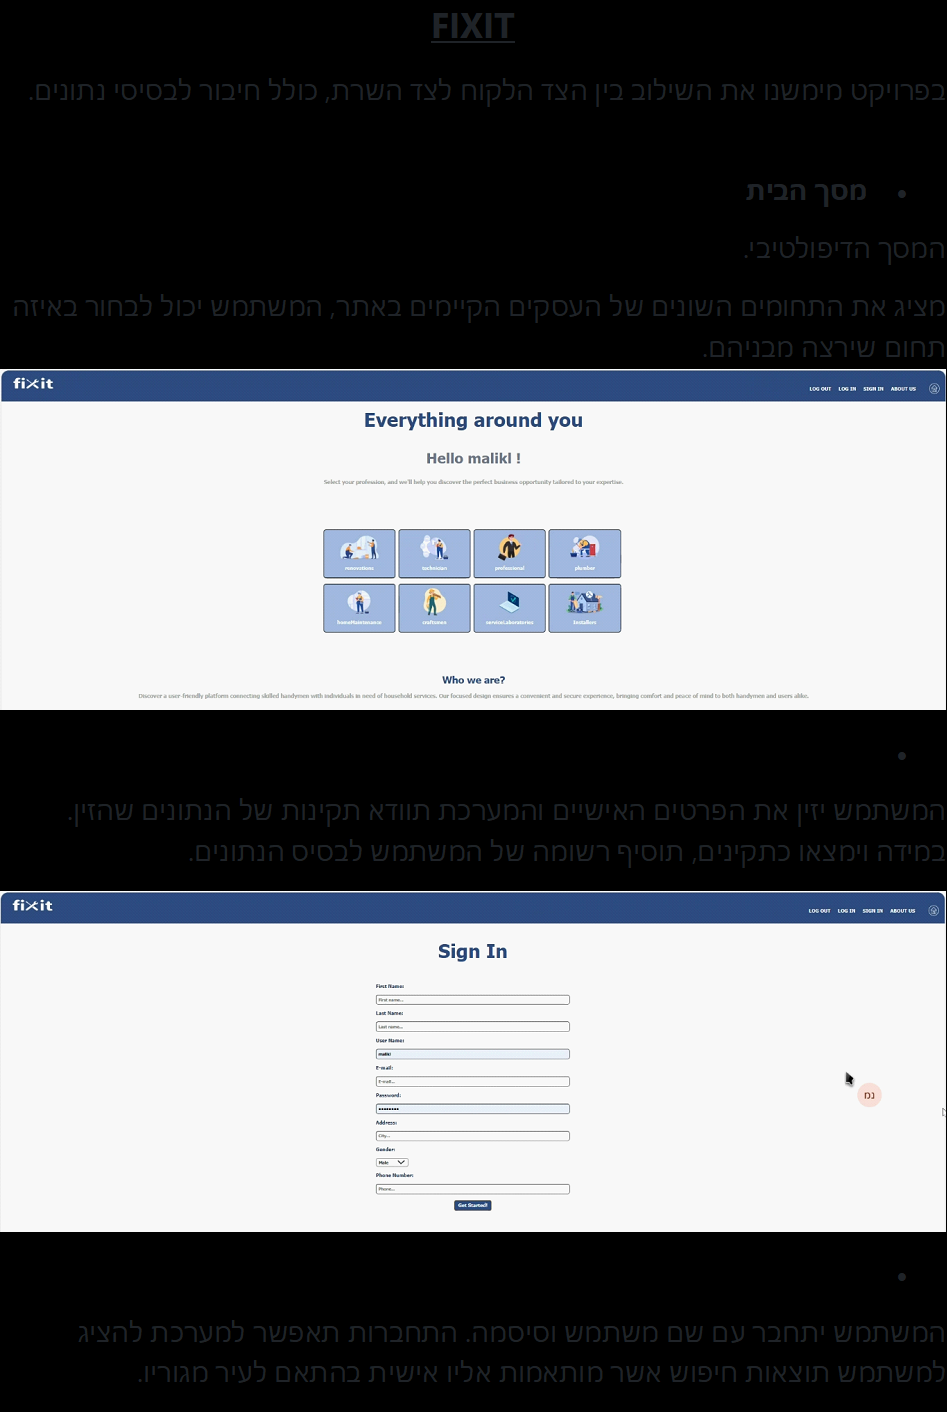 FIXIT
בפרויקט מימשנו את השילוב בין הצד הלקוח לצד השרת, כולל חיבור לבסיסי נתונים.
• מסך הבית
המסך הדיפולטיבי.
מציג את התחומים השונים של העסקים הקיימים באתר, המשתמש יכול לבחור באיזה
תחום שירצה מבניהם.
fixit
LOG OUT LOG IN SIGN IN ABOUT US
Everything around you
Hello malikl !
Select your profession, and we'll help you discover the perfect business opportunity tailored to your expertise.
renovations technician professional plumber
homeMaintenance craftsmen serviceLaboratories Installers
Who we are?
Discover a user-friendly platform connecting skilled handymen with individuals in need of household services. Our focused design ensures a convenient and secure experience, bringing comfort and peace of mind to both handymen and users alike.
•
המשתמש יזין את הפרטים האישיים והמערכת תוודא תקינות של הנתונים שהזין.
במידה וימצאו כתקינים, תוסיף רשומה של המשתמש לבסיס הנתונים.
fixit
LOG OUT LOG IN SIGN IN ABOUT US
Sign In
First Name:
First name...
Last Name:
Last name...
User Name:
malikl
E-mail:
E-mail...
Password:
•••••••••
Address:
City...
Gender:
Male
Phone Number:
Phone...
Get Started!
נמ
•
המשתמש יתחבר עם שם משתמש וסיסמה. התחברות תאפשר למערכת להציג
למשתמש תוצאות חיפוש אשר מותאמות אליו אישית בהתאם לעיר מגוריו.